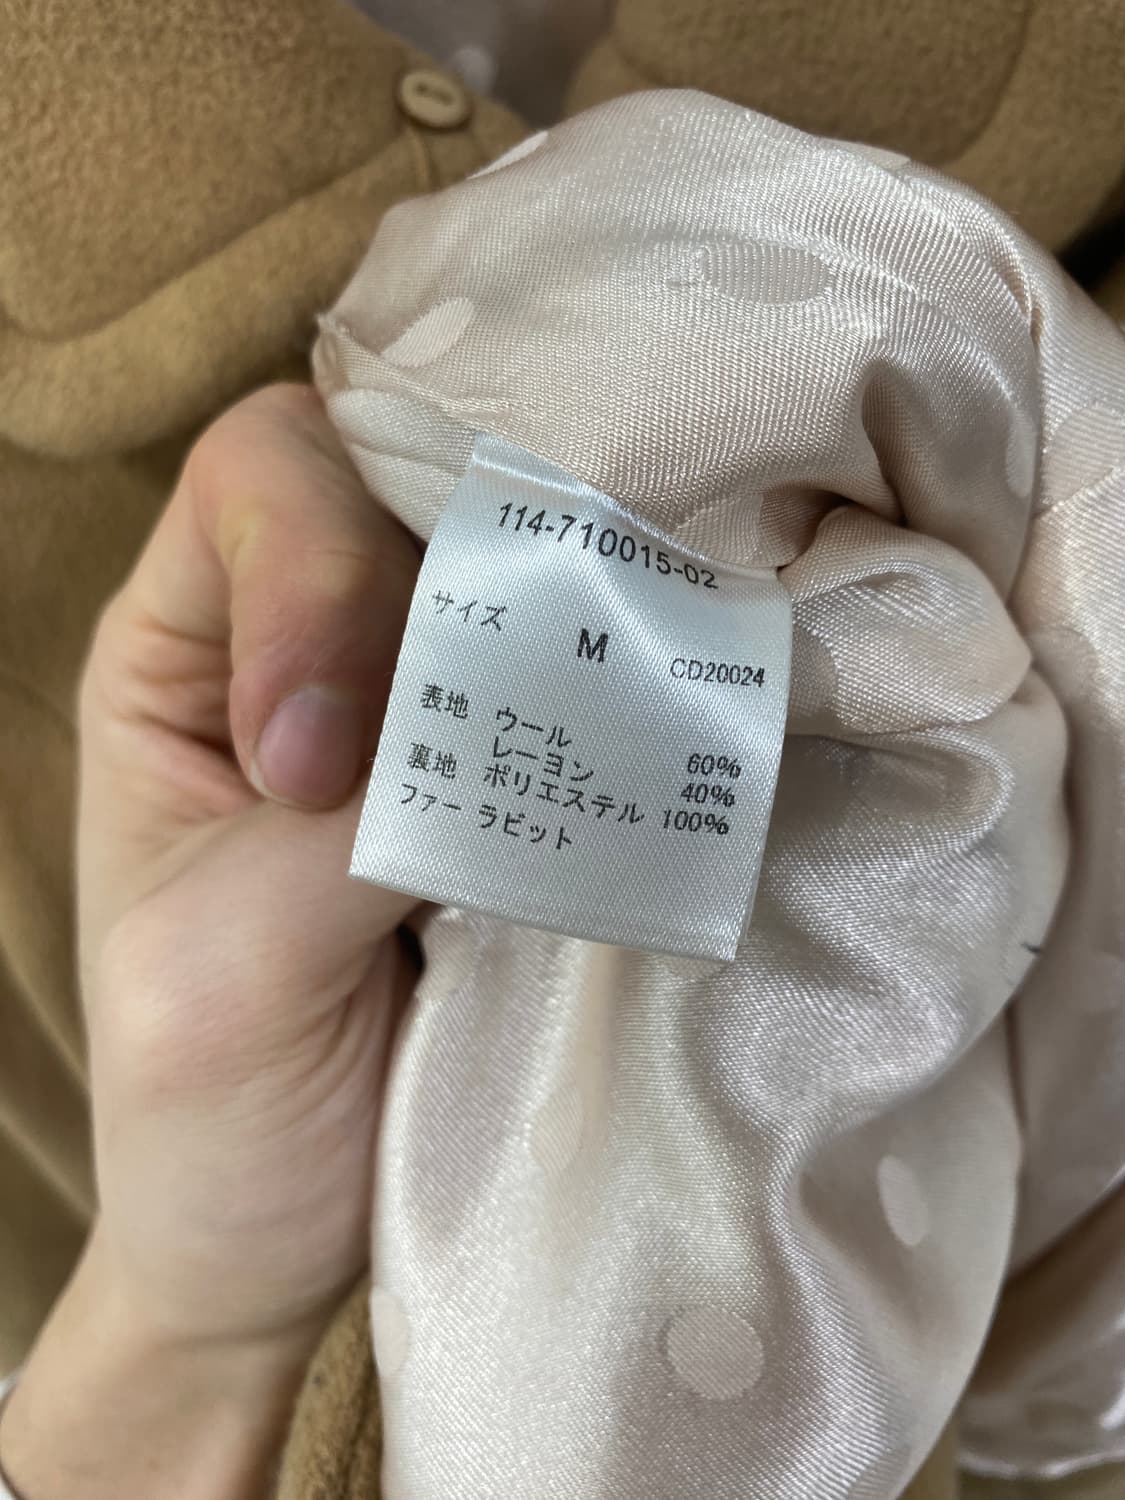 114-710015-02
サイズ M CD20024
表地 ウール 60%
レーヨン 40%
裏地 ポリエステル 100%
ファー ラビット